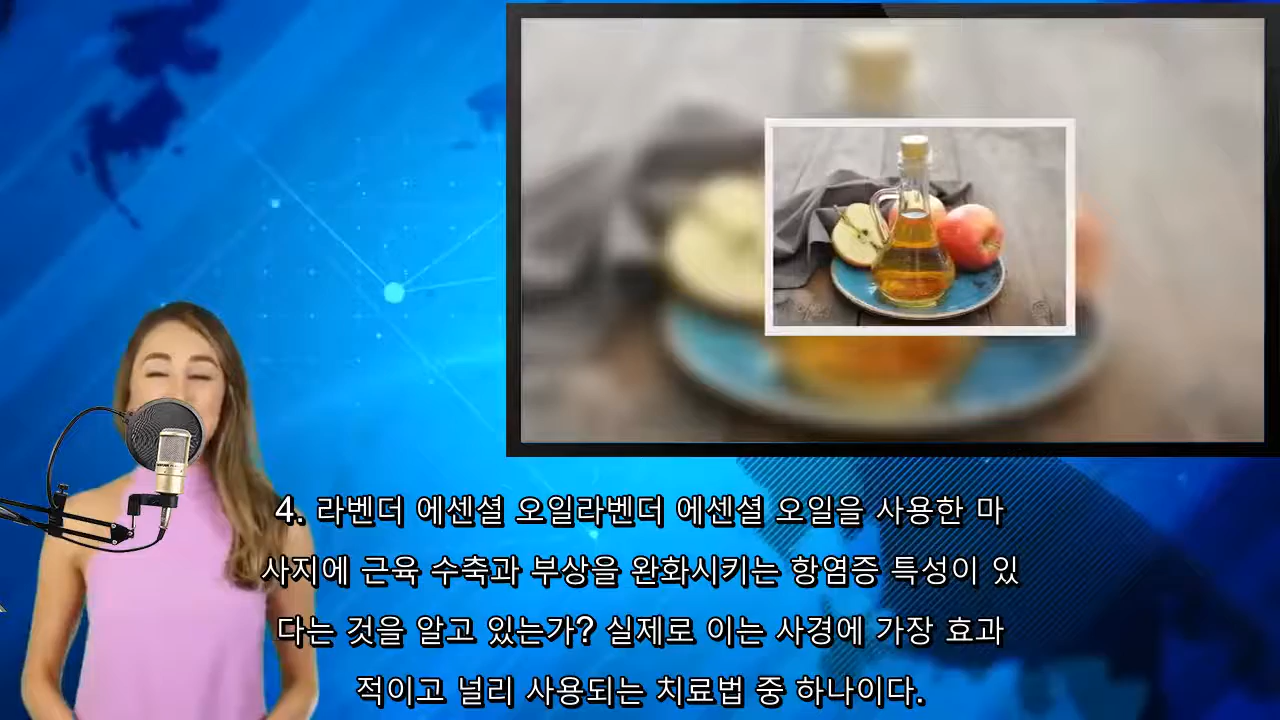 4. 라벤더 에센셜 오일라벤더 에센셜 오일을 사용한 마
사지에 근육 수축과 부상을 완화시키는 항염증 특성이 있
다는 것을 알고 있는가? 실제로 이는 사경에 가장 효과
적이고 널리 사용되는 치료법 중 하나이다.